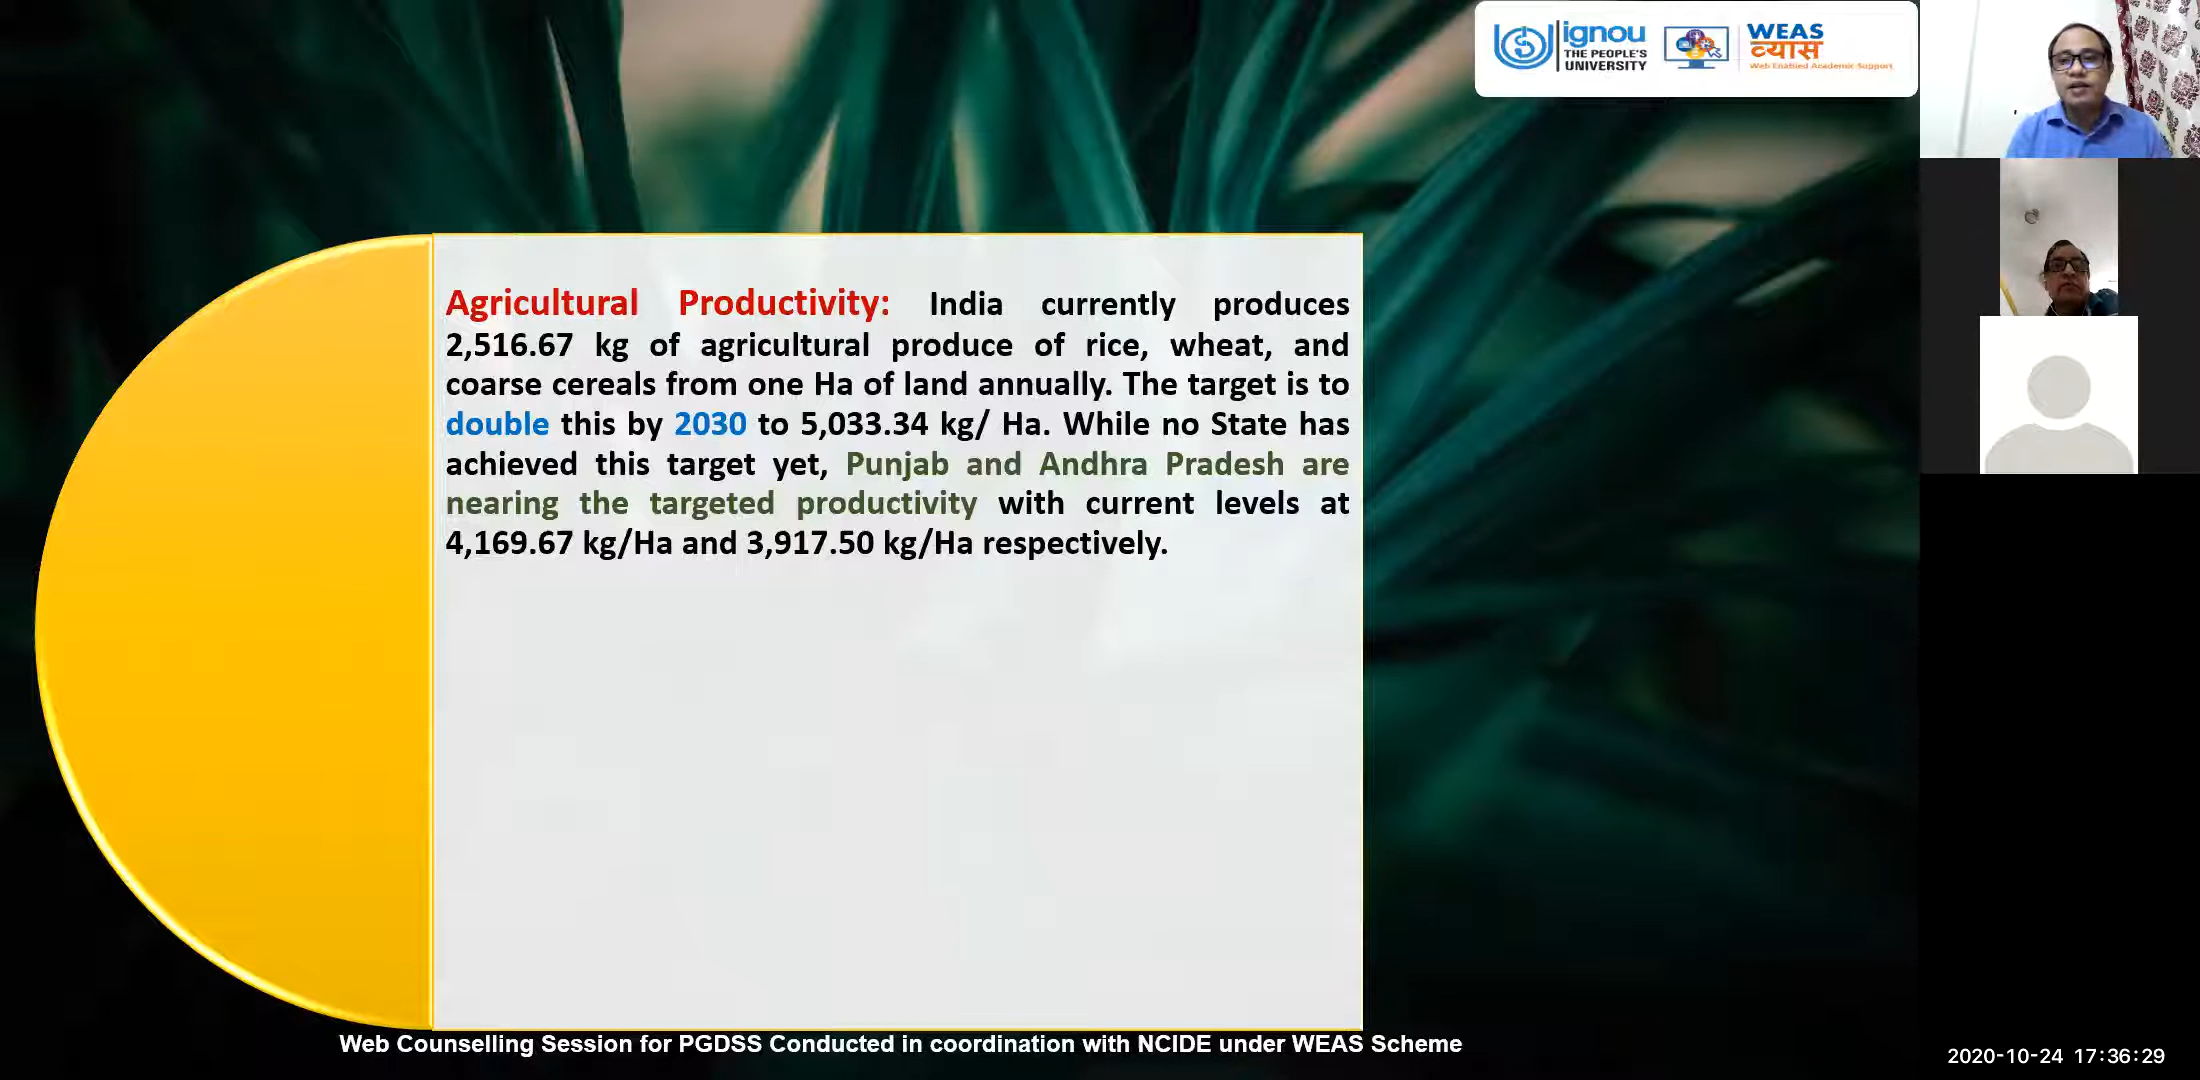 ignou
THE PEOPLE'S
UNIVERSITY
WEAS
व्यास
Web Enabled Academic Support
Agricultural Productivity: India currently produces
2,516.67 kg of agricultural produce of rice, wheat, and
coarse cereals from one Ha of land annually. The target is to
double this by 2030 to 5,033.34 kg/ Ha. While no State has
achieved this target yet, Punjab and Andhra Pradesh are
nearing the targeted productivity with current levels at
4,169.67 kg/Ha and 3,917.50 kg/Ha respectively.
Web Counselling Session for PGDSS Conducted in coordination with NCIDE under WEAS Scheme
2020-10-24 17:36:29